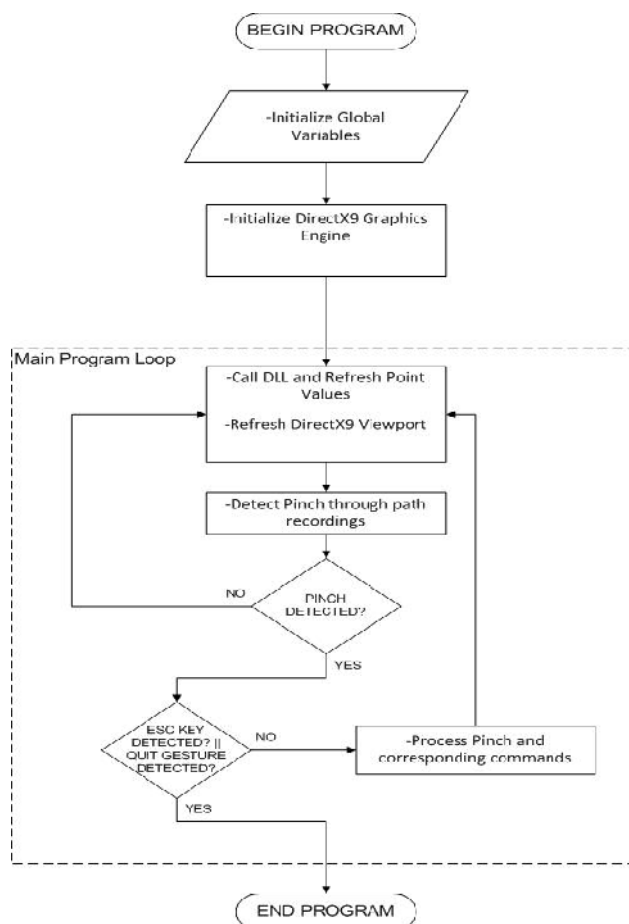 BEGIN PROGRAM
-Initialize Global
Variables
-Initialize DirectX9 Graphics
Engine
Main Program Loop
-Call DLL and Refresh Point
Values
-Refresh DirectX9 Viewport
-Detect Pinch through path
recordings
NO
PINCH
DETECTED?
YES
ESC KEY
DETECTED? ||
QUIT GESTURE
DETECTED?
NO
-Process Pinch and
corresponding commands
YES
END PROGRAM